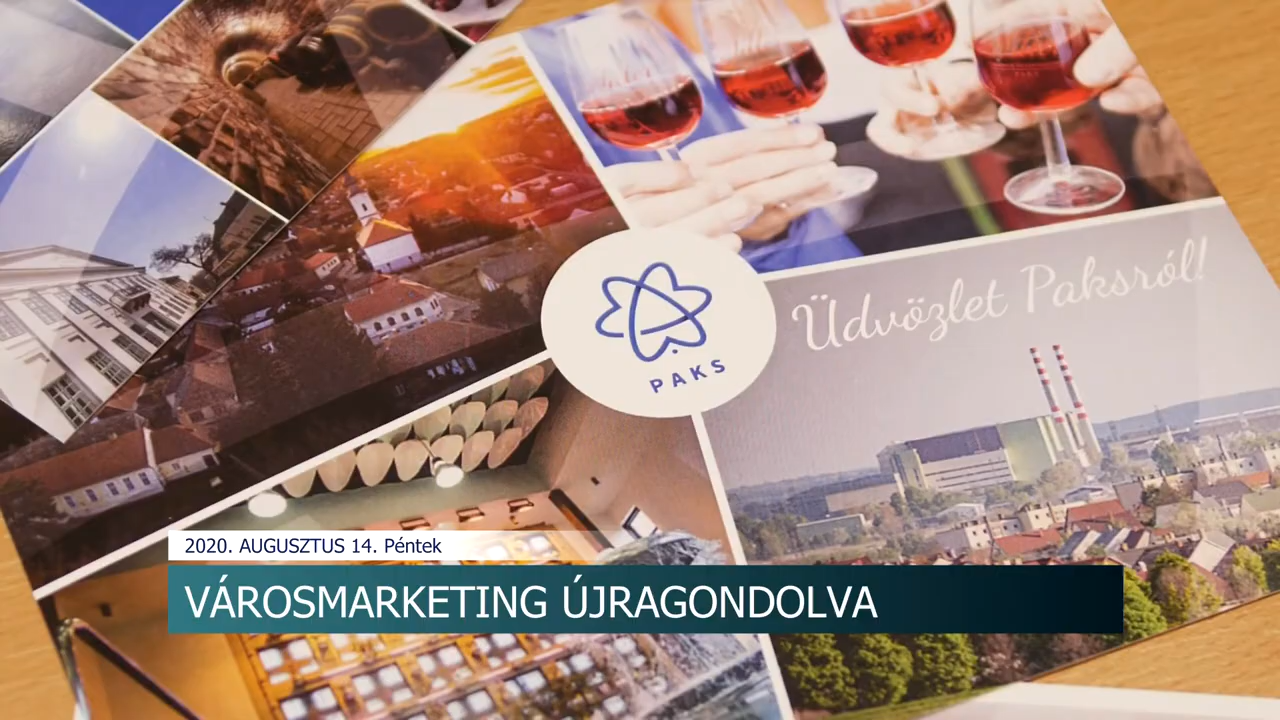 Üdvözlet Paksról!
PAKS
2020. AUGUSZTUS 14. Péntek
VÁROSMARKETING ÚJRAGONDOLVA